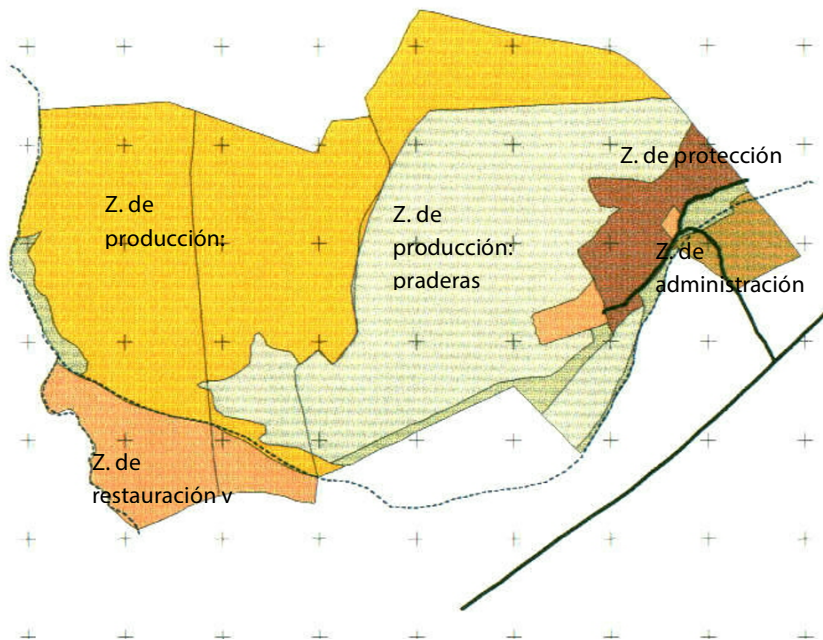 Z. de protección
Z. de
producción:
Z. de
producción:
praderas
Z. de
administración
Z. de
restauración v